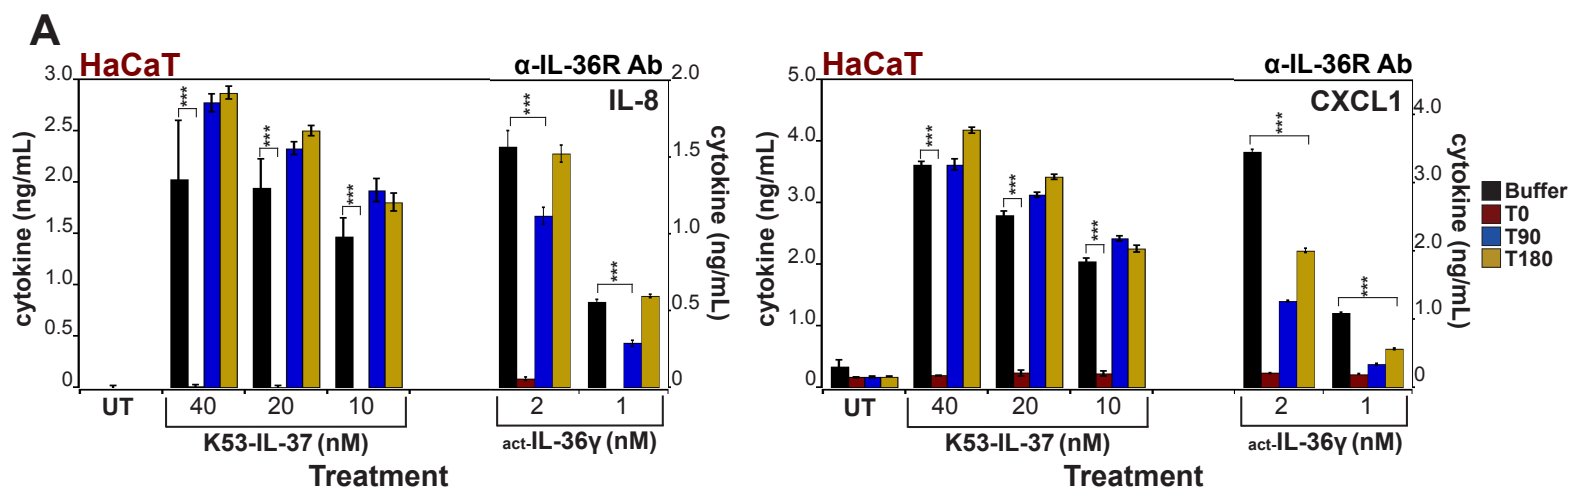 A
HaCaT
α-IL-36R Ab
IL-8
cytokine (ng/mL)
3.0
2.5
2.0
1.5
1.0
0.5
0
***
***
***
***
***
2.0
1.5
1.0
0.5
0
cytokine (ng/mL)
UT
40
20
10
2
1
K53-IL-37 (nM)
act-IL-36γ (nM)
Treatment
HaCaT
α-IL-36R Ab
CXCL1
cytokine (ng/mL)
5.0
4.0
3.0
2.0
1.0
0
***
***
***
***
***
4.0
3.0
2.0
1.0
0
cytokine (ng/mL)
UT
40
20
10
2
1
K53-IL-37 (nM)
act-IL-36γ (nM)
Treatment
Buffer
T0
T90
T180